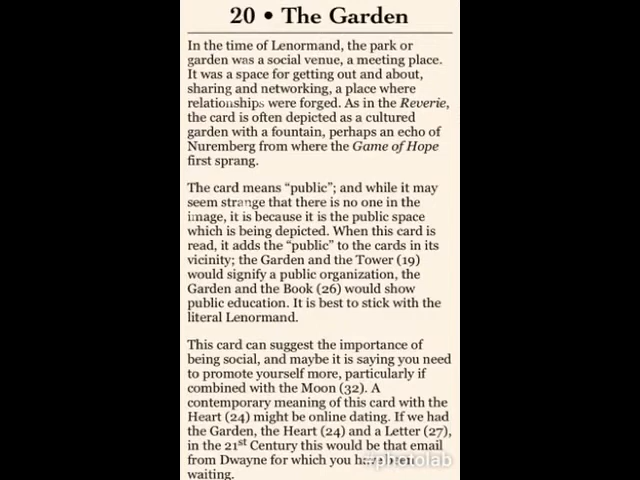 20 • The Garden
In the time of Lenormand, the park or
garden was a social venue, a meeting place.
It was a space for getting out and about,
sharing and networking, a place where
relationships were forged. As in the Reverie,
the card is often depicted as a cultured
garden with a fountain, perhaps an echo of
Nuremberg from where the Game of Hope
first sprang.
The card means “public”; and while it may
seem strange that there is no one in the
image, it is because it is the public space
which is being depicted. When this card is
read, it adds the “public” to the cards in its
vicinity; the Garden and the Tower (19)
would signify a public organization, the
Garden and the Book (26) would show
public education. It is best to stick with the
literal Lenormand.
This card can suggest the importance of
being social, and maybe it is saying you need
to promote yourself more, particularly if
combined with the Moon (32). A
contemporary meaning of this card with the
Heart (24) might be online dating. If we had
the Garden, the Heart (24) and a Letter (27),
in the 21st Century this would be that email
from Dwayne for which you have been
waiting.
#photolab